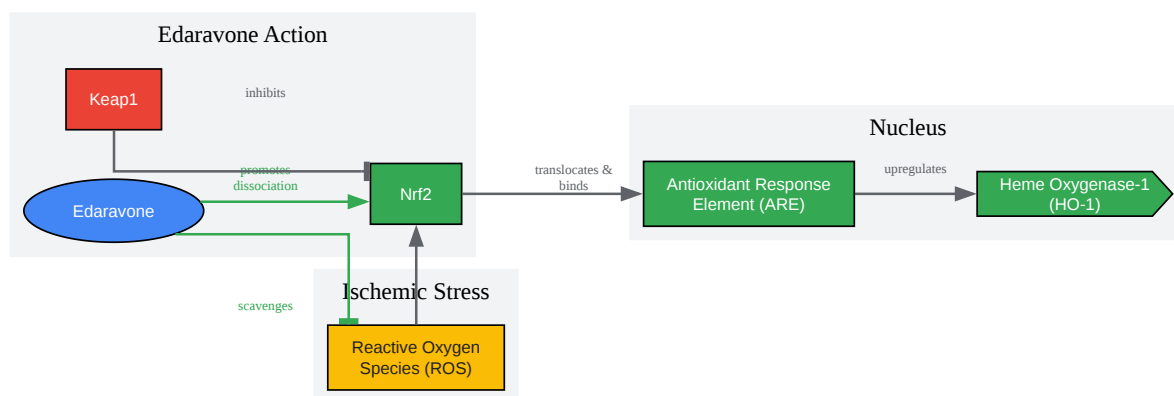 Edaravone Action
Keap1
inhibits
promotes
dissociation
Edaravone
Nrf2
translocates &
binds
Nucleus
Antioxidant Response
Element (ARE)
upregulates
Heme Oxygenase-1
(HO-1)
scavenges
Ischemic Stress
Reactive Oxygen
Species (ROS)